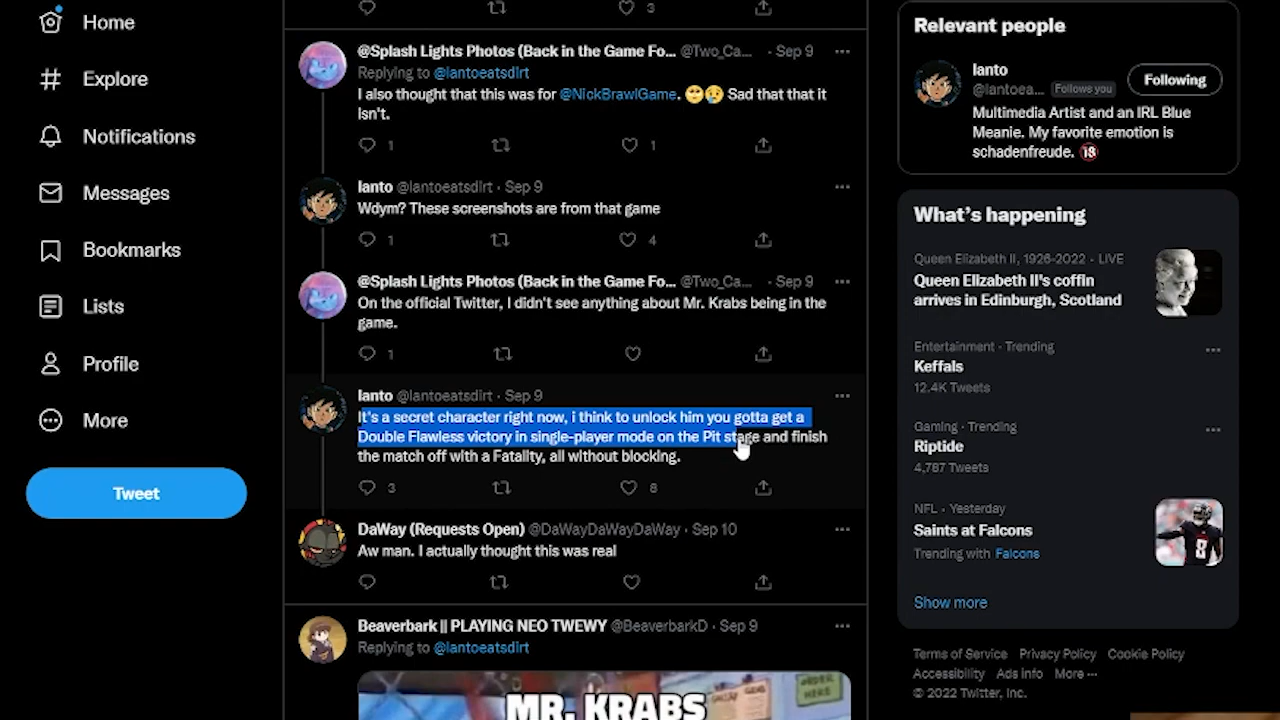 Home
Explore
Notifications
Messages
Bookmarks
Lists
Profile
More
Tweet
3
@Splash Lights Photos (Back in the Game Fo... @Two_Ca... · Sep 9
Replying to @Iantoeatsdirt
I also thought that this was for @NickBrawlGame. 🥺😢 Sad that that it
isn't.
1 1
Ianto @Iantoeatsdirt · Sep 9
Wdym? These screenshots are from that game
1 4
@Splash Lights Photos (Back in the Game Fo... @Two_Ca... · Sep 9
On the official Twitter, I didn't see anything about Mr. Krabs being in the
game.
1
Ianto @Iantoeatsdirt · Sep 9
It's a secret character right now, i think to unlock him you gotta get a
Double Flawless victory in single-player mode on the Pit stage and finish
the match off with a Fatality, all without blocking.
3 8
DaWay (Requests Open) @DaWayDaWayDaWay · Sep 10
Aw man. I actually thought this was real
Beaverbark || PLAYING NEO TWEWY @BeaverbarkD · Sep 9
Replying to @Iantoeatsdirt
ORDER
HERE
MR. KRABS
Relevant people
Ianto
@Iantoea... Follows you
Following
Multimedia Artist and an IRL Blue
Meanie. My favorite emotion is
schadenfreude. 🔞
What's happening
Queen Elizabeth II, 1926-2022 · LIVE
Queen Elizabeth II's coffin
arrives in Edinburgh, Scotland
Entertainment · Trending
Keffals
12.4K Tweets
Gaming · Trending
Riptide
4,787 Tweets
NFL · Yesterday
Saints at Falcons
Trending with Falcons
8
Show more
Terms of Service Privacy Policy Cookie Policy
Accessibility Ads info More ···
© 2022 Twitter, Inc.